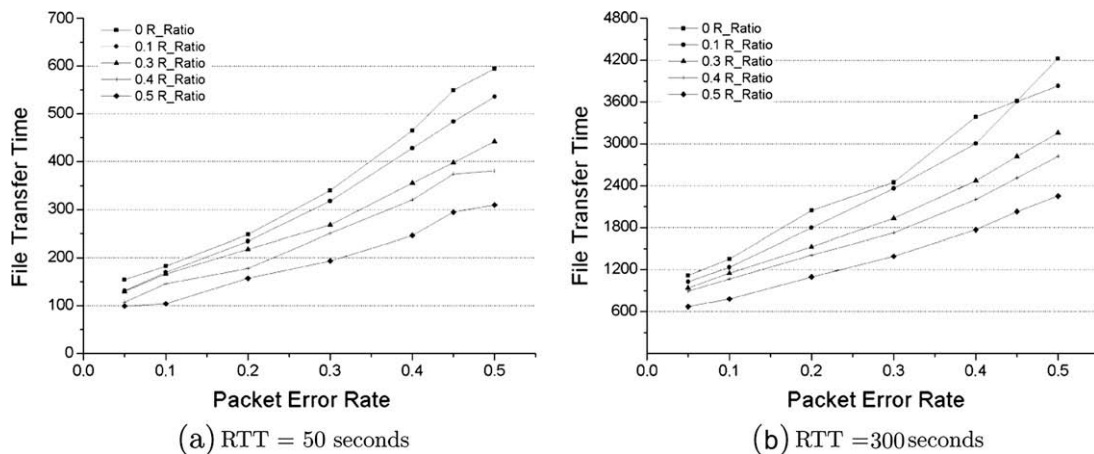 700
600
500
400
300
200
100
0
File Transfer Time
0 R_Ratio
0.1 R_Ratio
0.3 R_Ratio
0.4 R_Ratio
0.5 R_Ratio
0.0 0.1 0.2 0.3 0.4 0.5
Packet Error Rate
(a) RTT = 50 seconds
4800
4200
3600
3000
2400
1800
1200
600
File Transfer Time
0 R_Ratio
0.1 R_Ratio
0.3 R_Ratio
0.4 R_Ratio
0.5 R_Ratio
0.0 0.1 0.2 0.3 0.4 0.5
Packet Error Rate
(b) RTT =300 seconds